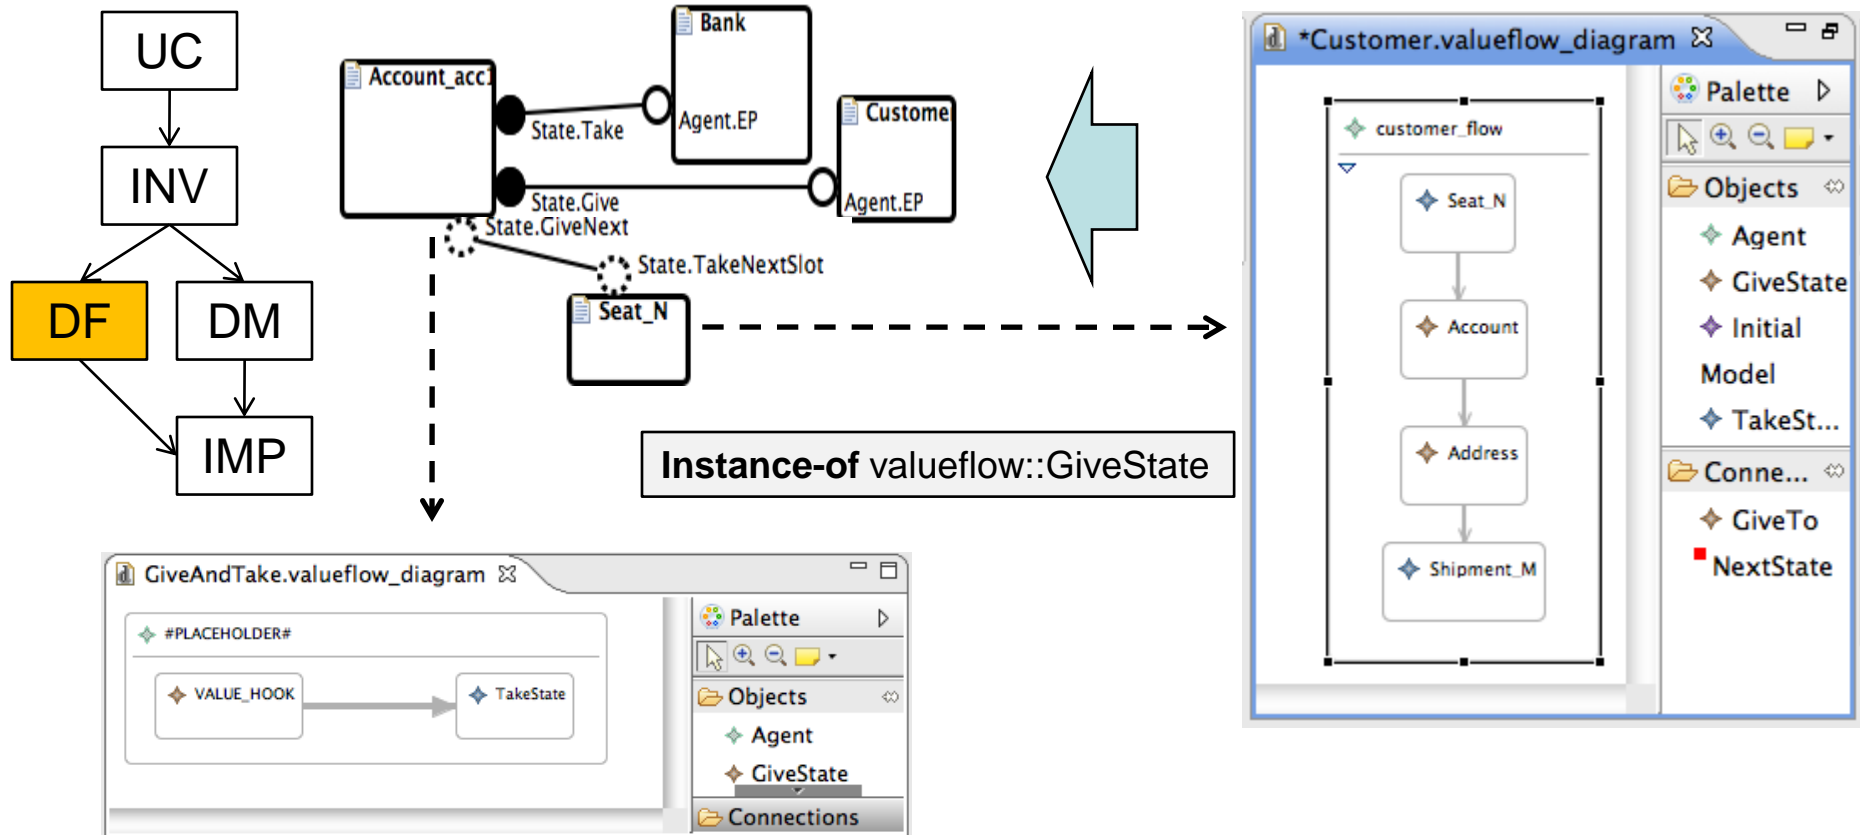 UC
INV
DF
DM
IMP
Bank
Account_acc1
Custome
State.Take
Agent.EP
State.Give
Agent.EP
State.GiveNext
State.TakeNextSlot
Seat_N
Instance-of valueflow::GiveState
*Customer.valueflow_diagram
customer_flow
Seat_N
Account
Address
Shipment_M
Palette
Objects
Agent
GiveState
Initial
Model
TakeSt...
Conne...
GiveTo
NextState
GiveAndTake.valueflow_diagram
#PLACEHOLDER#
VALUE_HOOK
TakeState
Palette
Objects
Agent
GiveState
Connections